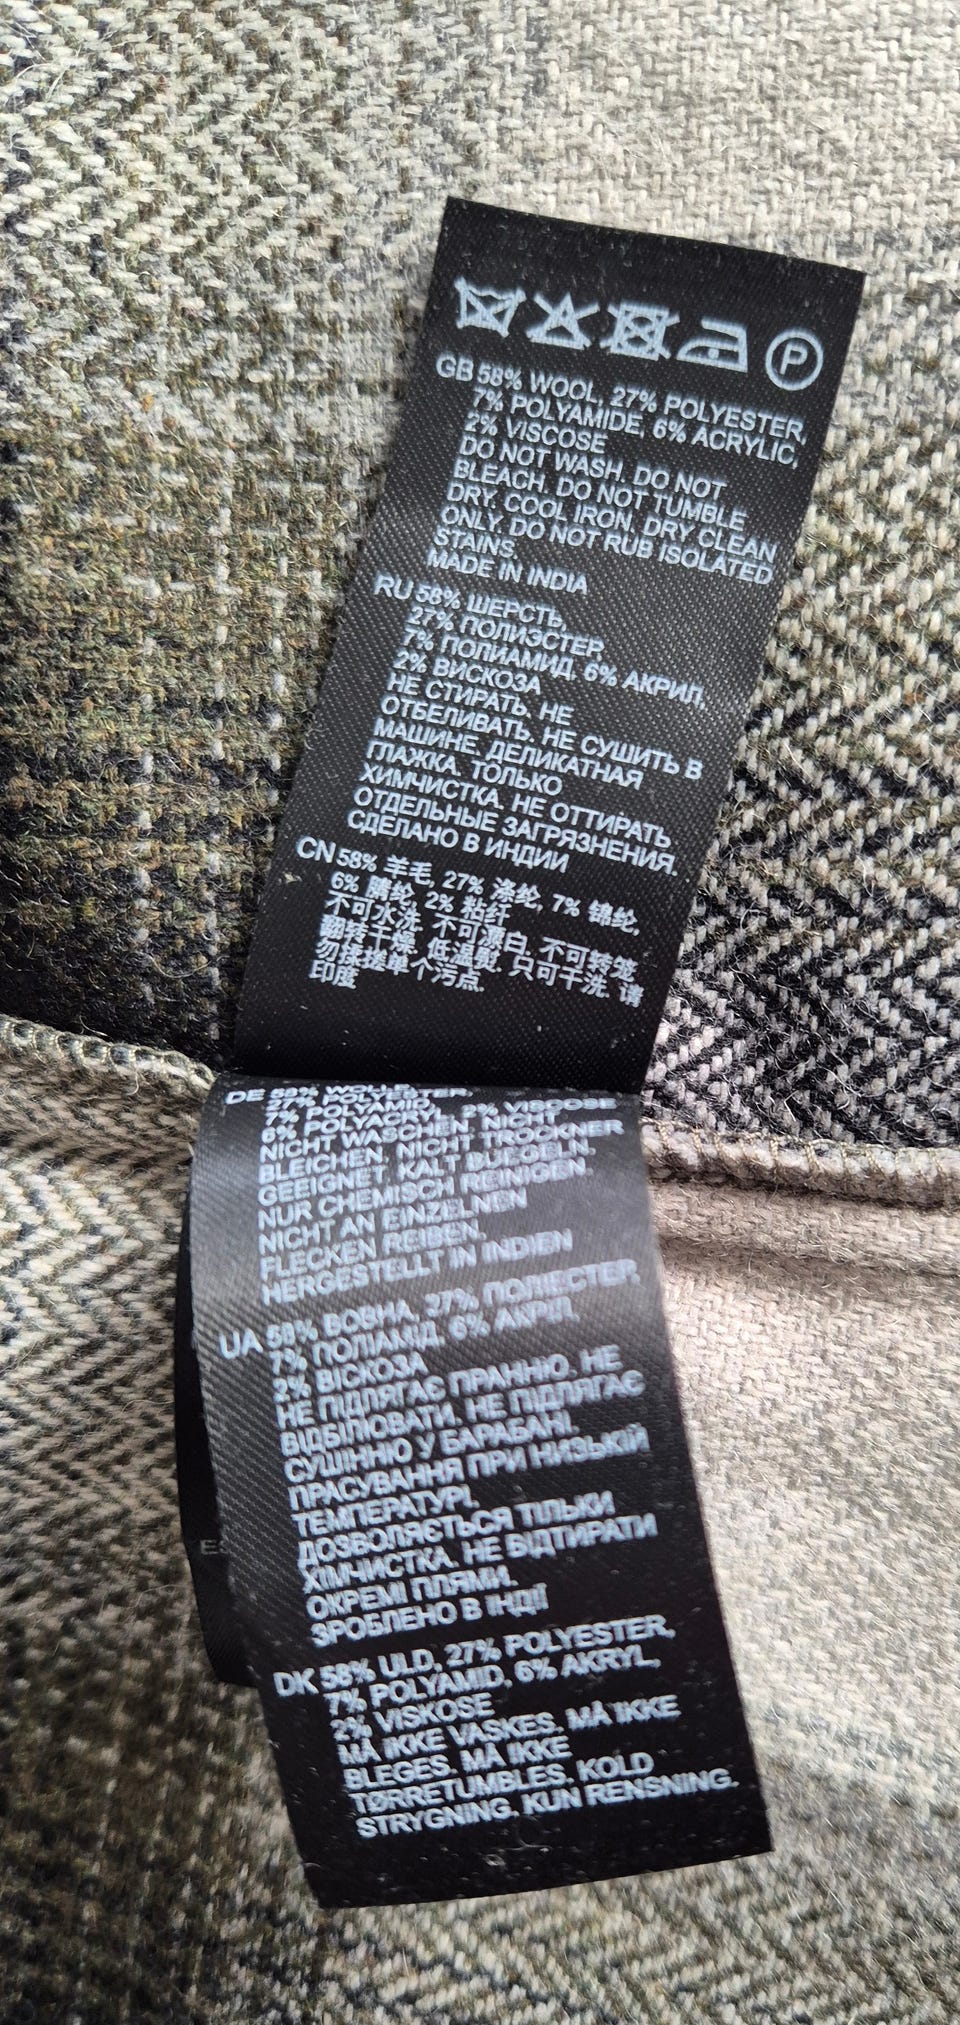 P
GB 58% WOOL, 27% POLYESTER,
7% POLYAMIDE, 6% ACRYLIC,
2% VISCOSE
DO NOT WASH. DO NOT
BLEACH. DO NOT TUMBLE
DRY. COOL IRON. DRY CLEAN
ONLY. DO NOT RUB ISOLATED
STAINS.
MADE IN INDIA
RU 58% ШЕРСТЬ,
27% ПОЛИЭСТЕР,
7% ПОЛИАМИД, 6% АКРИЛ,
2% ВИСКОЗА
НЕ СТИРАТЬ. НЕ
ОТБЕЛИВАТЬ. НЕ СУШИТЬ В
МАШИНЕ. ДЕЛИКАТНАЯ
ГЛАЖКА. ТОЛЬКО
ХИМЧИСТКА. НЕ ОТТИРАТЬ
ОТДЕЛЬНЫЕ ЗАГРЯЗНЕНИЯ.
СДЕЛАНО В ИНДИИ
CN 58% 羊毛, 27% 涤纶, 7% 锦纶,
6% 腈纶, 2% 粘纤
不可水洗. 不可漂白. 不可转笼
翻转干燥. 低温熨. 只可干洗. 请
勿揉搓单个污点.
印度
DE 58% WOLLE,
27% POLYESTER,
7% POLYAMID,
6% POLYACRYL, 2% VISCOSE
NICHT WASCHEN. NICHT
BLEICHEN. NICHT TROCKNER
GEEIGNET. KALT BUEGELN.
NUR CHEMISCH REINIGEN.
NICHT AN EINZELNEN
FLECKEN REIBEN.
HERGESTELLT IN INDIEN
UA 58% ВОВНА, 27% ПОЛІЕСТЕР,
7% ПОЛІАМІД, 6% АКРИЛ,
2% ВІСКОЗА
НЕ ПІДЛЯГАЄ ПРАННЮ. НЕ
ВІДБІЛЮВАТИ. НЕ ПІДЛЯГАЄ
СУШІННЮ У БАРАБАНІ.
ПРАСУВАННЯ ПРИ НИЗЬКІЙ
ТЕМПЕРАТУРІ.
ДОЗВОЛЯЄТЬСЯ ТІЛЬКИ
ХІМЧИСТКА. НЕ ВІДТИРАТИ
ОКРЕМІ ПЛЯМИ.
ЗРОБЛЕНО В ІНДІЇ
ES
DK 58% ULD, 27% POLYESTER,
7% POLYAMID, 6% AKRYL,
2% VISKOSE
MÅ IKKE VASKES. MÅ IKKE
BLEGES. MÅ IKKE
TØRRETUMBLES. KOLD
STRYGNING. KUN RENSNING.